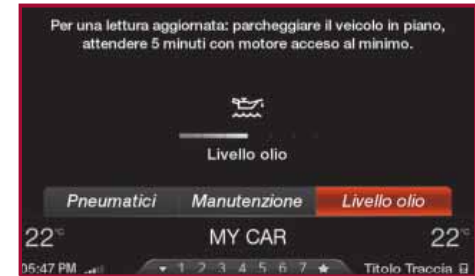 Per una lettura aggiornata: parcheggiare il veicolo in piano,
attendere 5 minuti con motore acceso al minimo.
Livello olio
Pneumatici Manutenzione Livello olio
22°C MY CAR 22°C
05:47 PM 1 2 3 4 5 6 7 Titolo Traccia